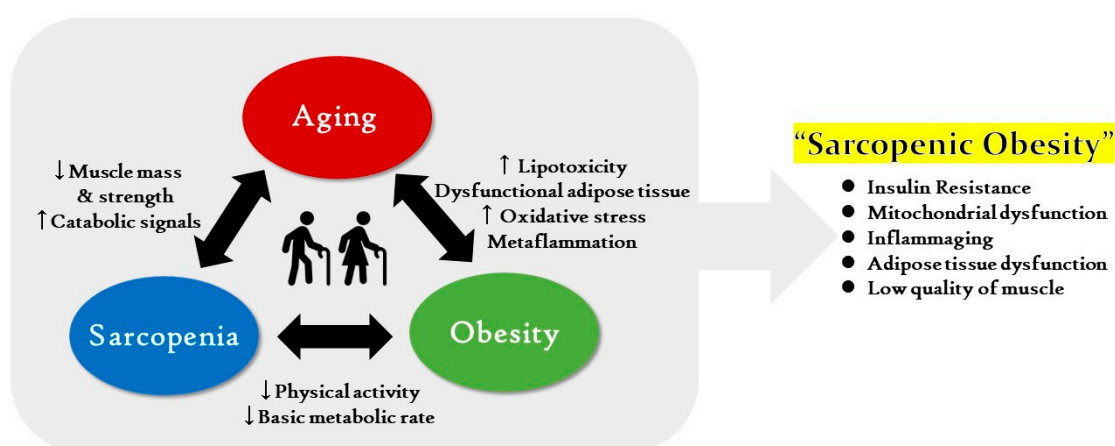 Aging
↓Muscle mass
& strength
↑Catabolic signals
↑ Lipotoxicity
Dysfunctional adipose tissue
↑ Oxidative stress
Metaflammation
Sarcopenia
Obesity
↓Physical activity
↓Basic metabolic rate
“Sarcopenic Obesity”
● Insulin Resistance
● Mitochondrial dysfunction
● Inflammaging
● Adipose tissue dysfunction
● Low quality of muscle